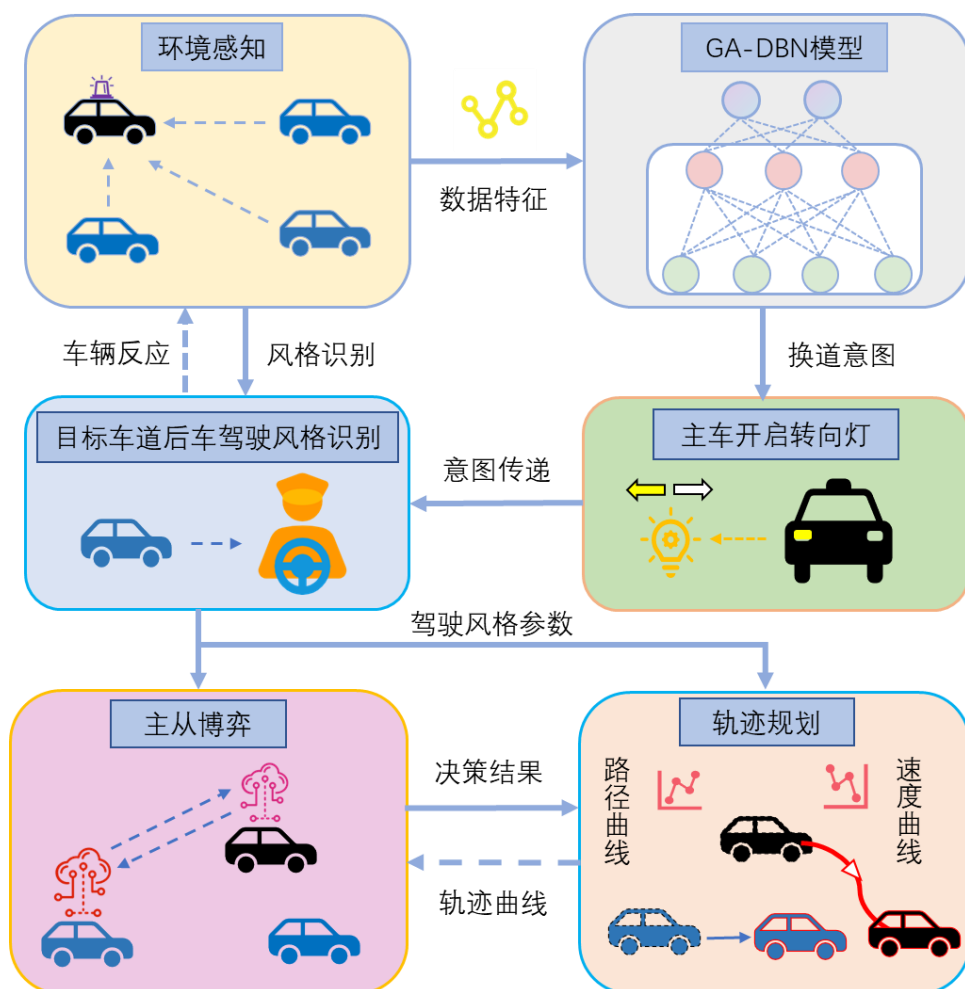 环境感知
GA-DBN模型
数据特征
车辆反应
风格识别
换道意图
目标车道后车驾驶风格识别
意图传递
主车开启转向灯
驾驶风格参数
主从博弈
决策结果
轨迹曲线
轨迹规划
路径曲线
速度曲线